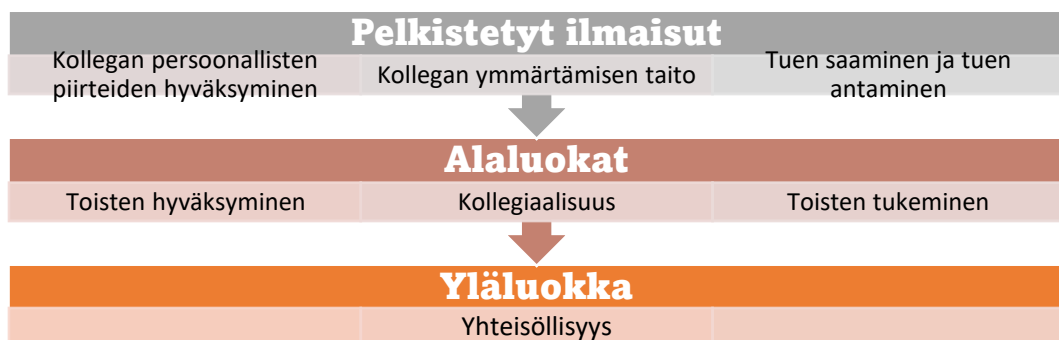 Pelkistetyt ilmaisut
Kollegan persoonallisten
piirteiden hyväksyminen
Kollegan ymmärtämisen taito
Tuen saaminen ja tuen
antaminen
Alaluokat
Toisten hyväksyminen
Kollegiaalisuus
Toisten tukeminen
Yläluokka
Yhteisöllisyys